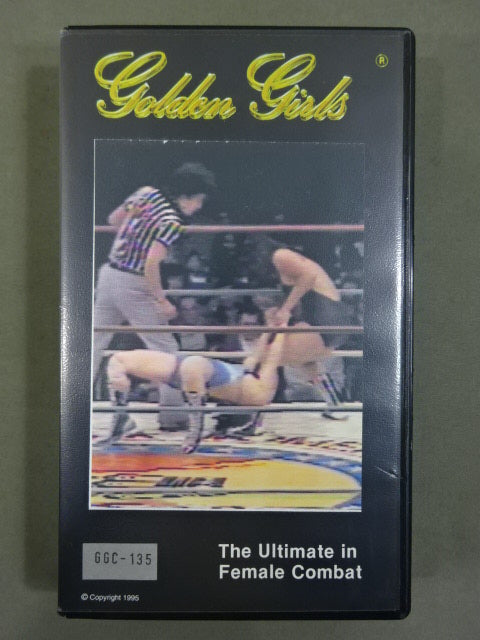 Golden Girls ®
GGC-135
The Ultimate in
Female Combat
© Copyright 1995